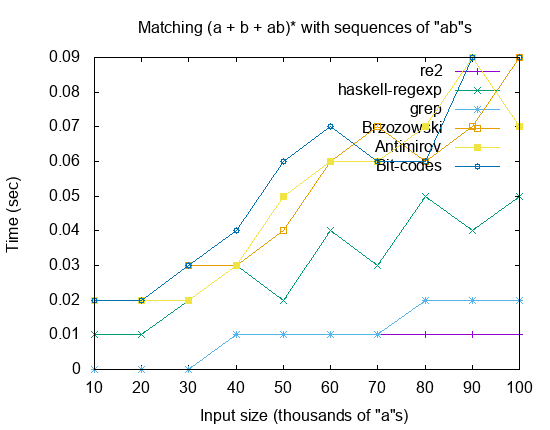 Matching (a + b + ab)* with sequences of "ab"s
0.09
0.08
0.07
0.06
0.05
0.04
0.03
0.02
0.01
0
Time (sec)
re2
haskell-regexp
grep
Brzozowski
Antimirov
Bit-codes
10 20 30 40 50 60 70 80 90 100
Input size (thousands of "a"s)